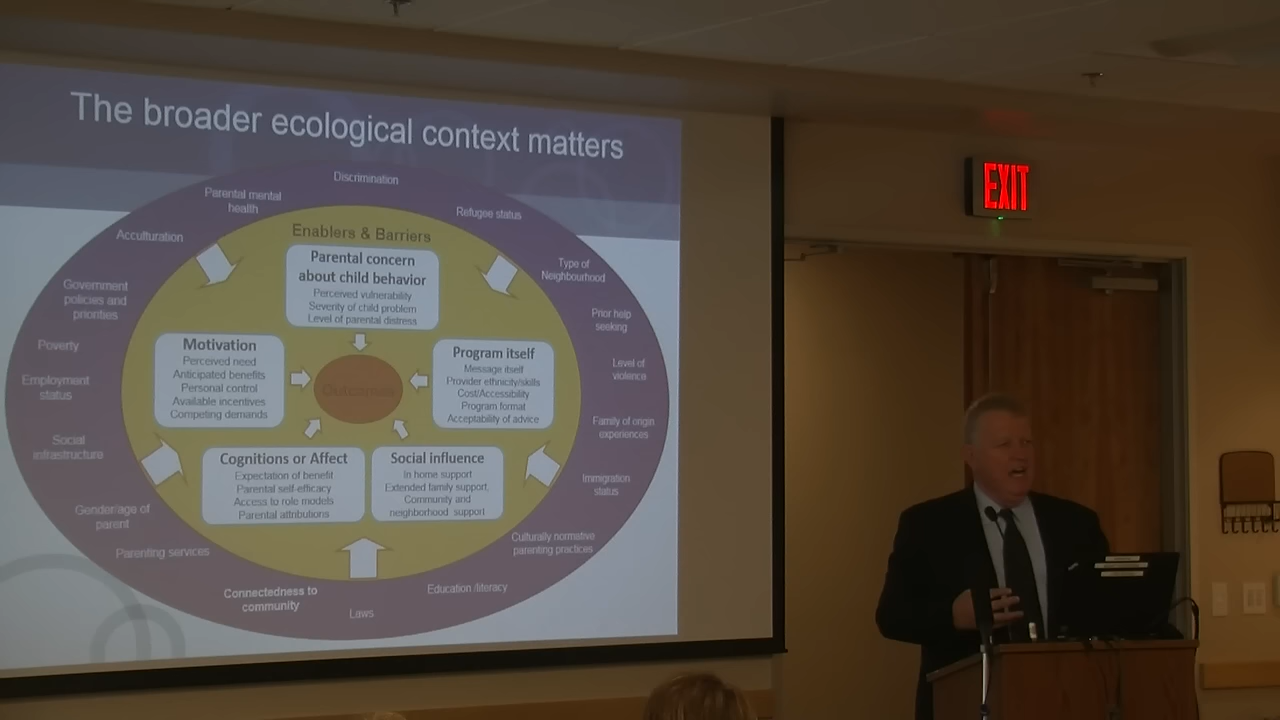 The broader ecological context matters
Discrimination
Parental mental
health
Refugee status
Acculturation
Type of
Neighbourhood
Government
policies and
priorities
Prior help
seeking
Poverty
Level of
violence
Employment
status
Family of origin
experiences
Social
infrastructure
Immigration
status
Gender/age of
parent
Culturally normative
parenting practices
Parenting services
Education /literacy
Connectedness to
community
Laws
Enablers & Barriers
Parental concern
about child behavior
Perceived vulnerability
Severity of child problem
Level of parental distress
Motivation
Perceived need
Anticipated benefits
Personal control
Available incentives
Competing demands
Outcomes
Program itself
Message itself
Provider ethnicity/skills
Cost/Accessibility
Program format
Acceptability of advice
Cognitions or Affect
Expectation of benefit
Parental self-efficacy
Access to role models
Parental attributions
Social influence
In home support
Extended family support,
Community and
neighborhood support
EXIT